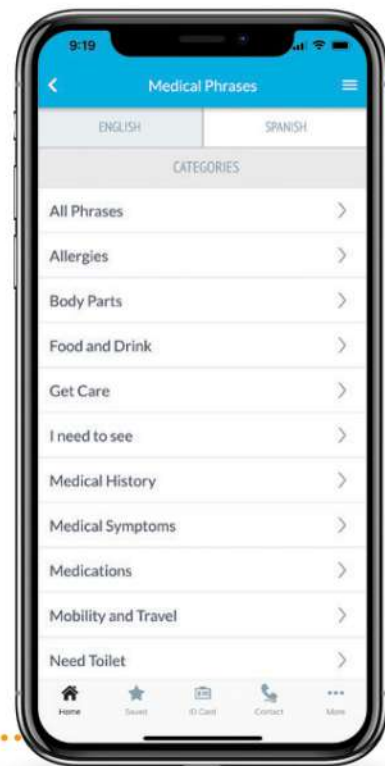 9:19
Medical Phrases
ENGLISH SPANISH
CATEGORIES
All Phrases
Allergies
Body Parts
Food and Drink
Get Care
I need to see
Medical History
Medical Symptoms
Medications
Mobility and Travel
Need Toilet
Home Saved ID Card Contact More